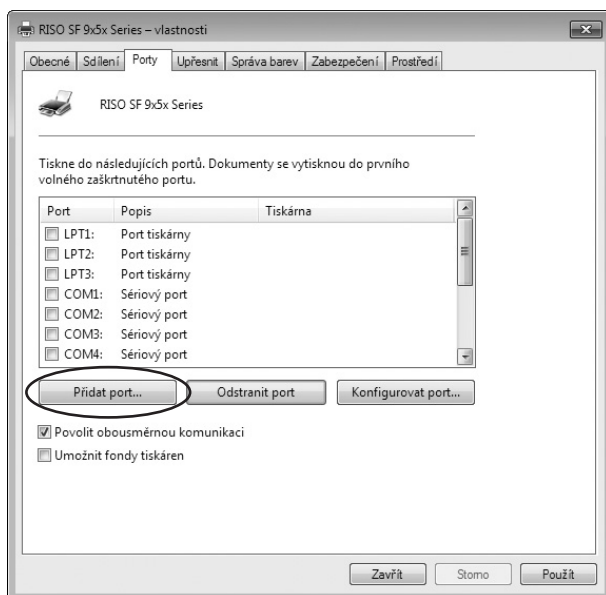 RISO SF 9x5x Series – vlastnosti
Obecné Sdílení Porty Upřesnit Správa barev Zabezpečení Prostředí
RISO SF 9x5x Series
Tiskne do následujících portů. Dokumenty se vytisknou do prvního
volného zaškrtnutého portu.
Port Popis Tiskárna
LPT1: Port tiskárny
LPT2: Port tiskárny
LPT3: Port tiskárny
COM1: Sériový port
COM2: Sériový port
COM3: Sériový port
COM4: Sériový port
Přidat port... Odstranit port Konfigurovat port...
Povolit obousměrnou komunikaci
Umožnit fondy tiskáren
Zavřít Storno Použít